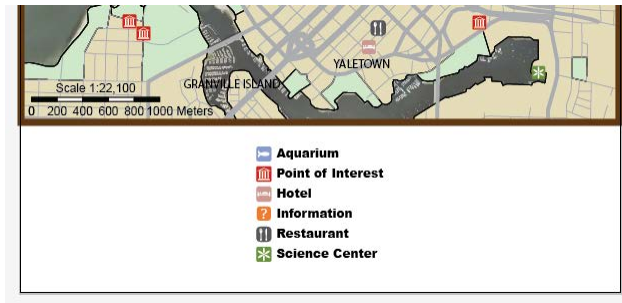 YALETOWN
GRANVILLE ISLAND
Scale 1:22,100
0 200 400 600 800 1000 Meters
Aquarium
Point of Interest
Hotel
? Information
Restaurant
Science Center